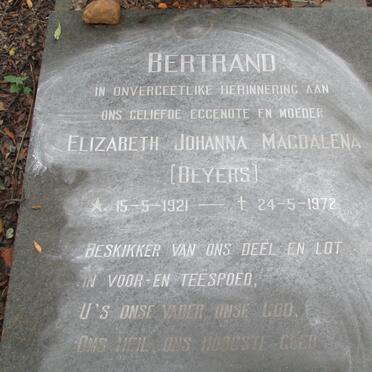 BERTRAND
IN ONVERGEETLIKE HERINNERING AAN
ONS GELIEFDE EGGENOTE EN MOEDER
ELIZABETH JOHANNA MAGDALENA
(BEYERS)
* 15-5-1921 — † 24-5-1972
BESKIKKER VAN ONS DEEL EN LOT
IN VOOR-EN TEESPOED,
U'S ONSE VADER ONSE GOD,
ONS HEIL, ONS HOOGSTE GOED